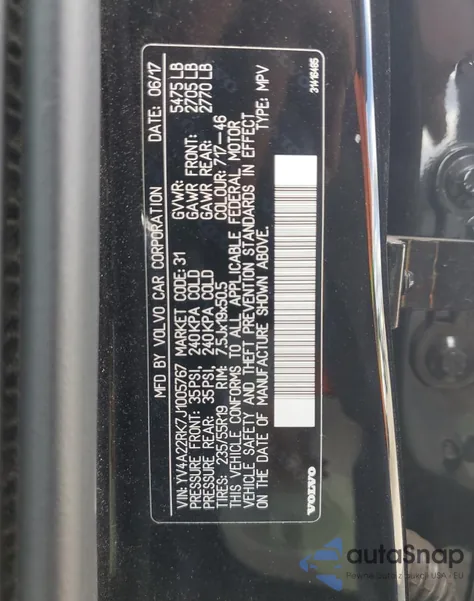 MFD. BY VOLVO CAR CORPORATION DATE: 06/17
VIN: YV4A22RK7J1005767 MARKET CODE: 31 GVWR: 5475 LB
PRESSURE FRONT: 35PSI, 240KPA COLD GAWR FRONT: 2705 LB
PRESSURE REAR: 35PSI, 240KPA COLD GAWR REAR: 2770 LB
TIRES: 235/55R19 RIM: 7.5Jx19x50.5 COLOUR: 717-46
THIS VEHICLE CONFORMS TO ALL APPLICABLE FEDERAL MOTOR
VEHICLE SAFETY AND THEFT PREVENTION STANDARDS IN EFFECT
ON THE DATE OF MANUFACTURE SHOWN ABOVE. TYPE: MPV
VOLVO 31418465
autoSnap